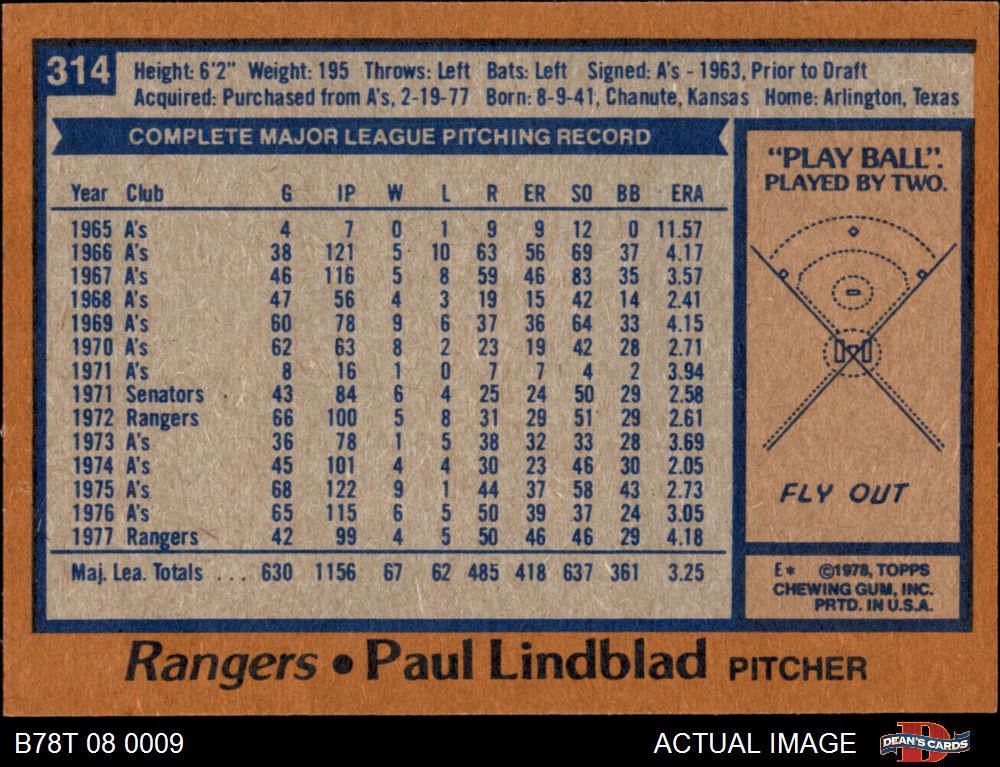 314
Height: 6'2" Weight: 195 Throws: Left Bats: Left Signed: A's - 1963, Prior to Draft
Acquired: Purchased from A's, 2-19-77 Born: 8-9-41, Chanute, Kansas Home: Arlington, Texas
COMPLETE MAJOR LEAGUE PITCHING RECORD
Year Club G IP W L R ER SO BB ERA
1965 A's 4 7 0 1 9 9 12 0 11.57
1966 A's 38 121 5 10 63 56 69 37 4.17
1967 A's 46 116 5 8 59 46 83 35 3.57
1968 A's 47 56 4 3 19 15 42 14 2.41
1969 A's 60 78 9 6 37 36 64 33 4.15
1970 A's 62 63 8 2 23 19 42 28 2.71
1971 A's 8 16 1 0 7 7 4 2 3.94
1971 Senators 43 84 6 4 25 24 50 29 2.58
1972 Rangers 66 100 5 8 31 29 51 29 2.61
1973 A's 36 78 1 5 38 32 33 28 3.69
1974 A's 45 101 4 4 30 23 46 30 2.05
1975 A's 68 122 9 1 44 37 58 43 2.73
1976 A's 65 115 6 5 50 39 37 24 3.05
1977 Rangers 42 99 4 5 50 46 46 29 4.18
Maj. Lea. Totals ... 630 1156 67 62 485 418 637 361 3.25
"PLAY BALL".
PLAYED BY TWO.
FLY OUT
E* ©1978, TOPPS
CHEWING GUM, INC.
PRTD. IN U.S.A.
Rangers • Paul Lindblad PITCHER
B78T 08 0009
ACTUAL IMAGE
DEAN'S CARDS